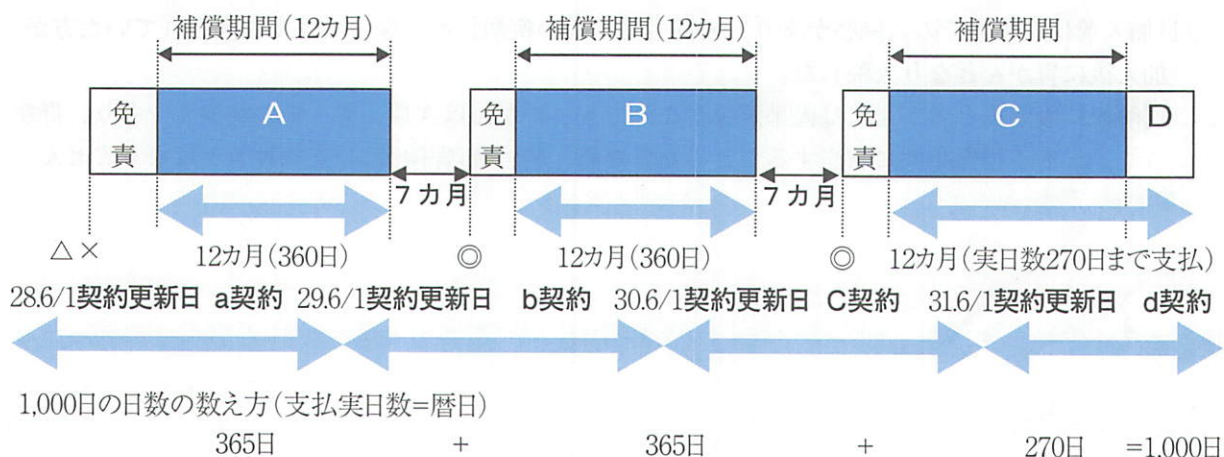 補償期間(12カ月) 補償期間(12カ月) 補償期間
免責 A 免責 B 免責 C D
7カ月 7カ月
△× 12カ月(360日) ◎ 12カ月(360日) ◎ 12カ月(実日数270日まで支払)
28.6/1契約更新日 a契約 29.6/1契約更新日 b契約 30.6/1契約更新日 C契約 31.6/1契約更新日 d契約
1,000日の日数の数え方(支払実日数=暦日)
365日 + 365日 + 270日 =1,000日